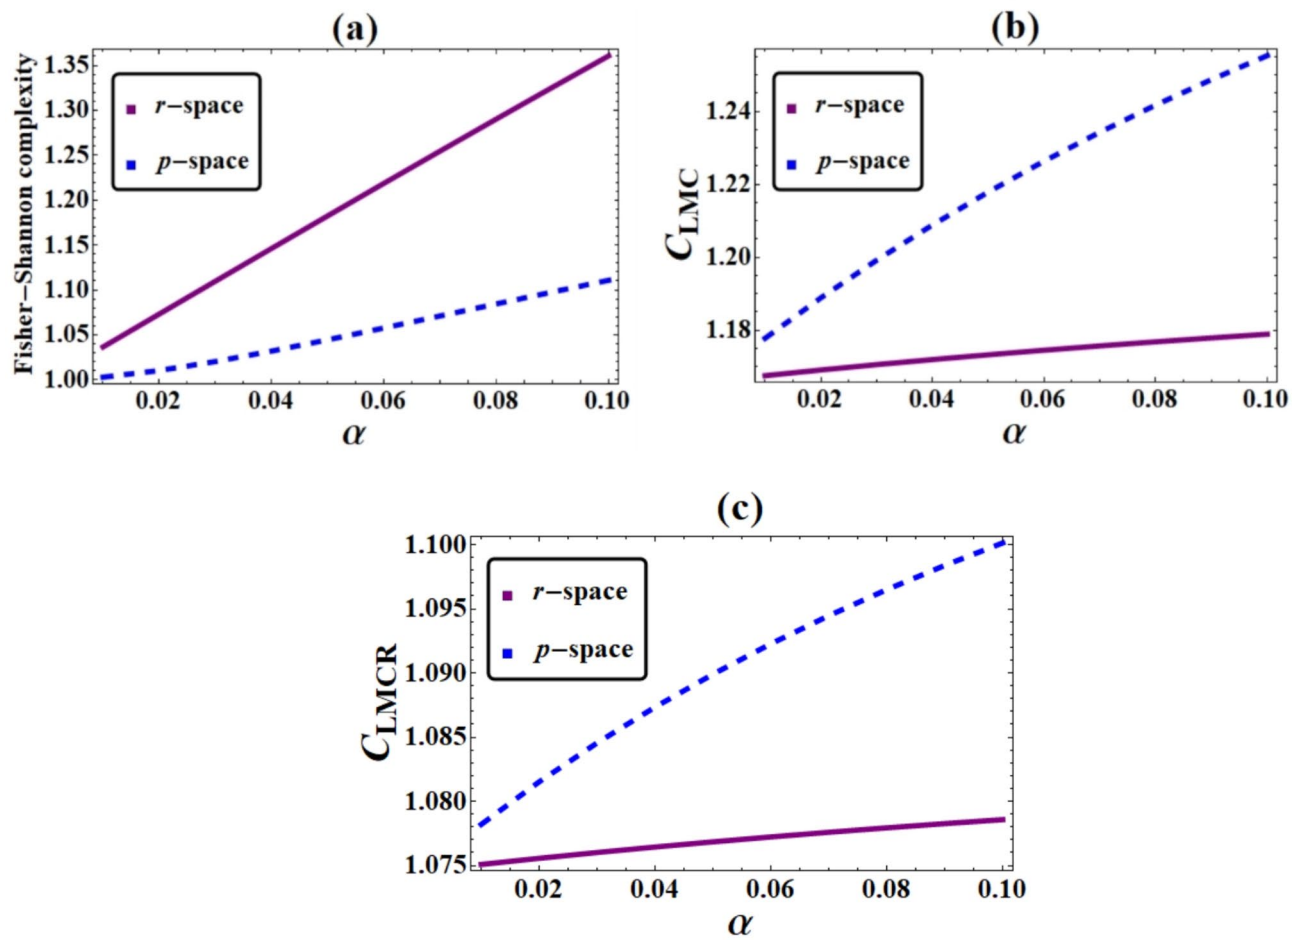 (a)
Fisher−Shannon complexity
1.35
1.30
1.25
1.20
1.15
1.10
1.05
1.00
r−space
p−space
0.02 0.04 0.06 0.08 0.10
α
(b)
C_LMC
1.24
1.22
1.20
1.18
r−space
p−space
0.02 0.04 0.06 0.08 0.10
α
(c)
C_LMCR
1.100
1.095
1.090
1.085
1.080
1.075
r−space
p−space
0.02 0.04 0.06 0.08 0.10
α